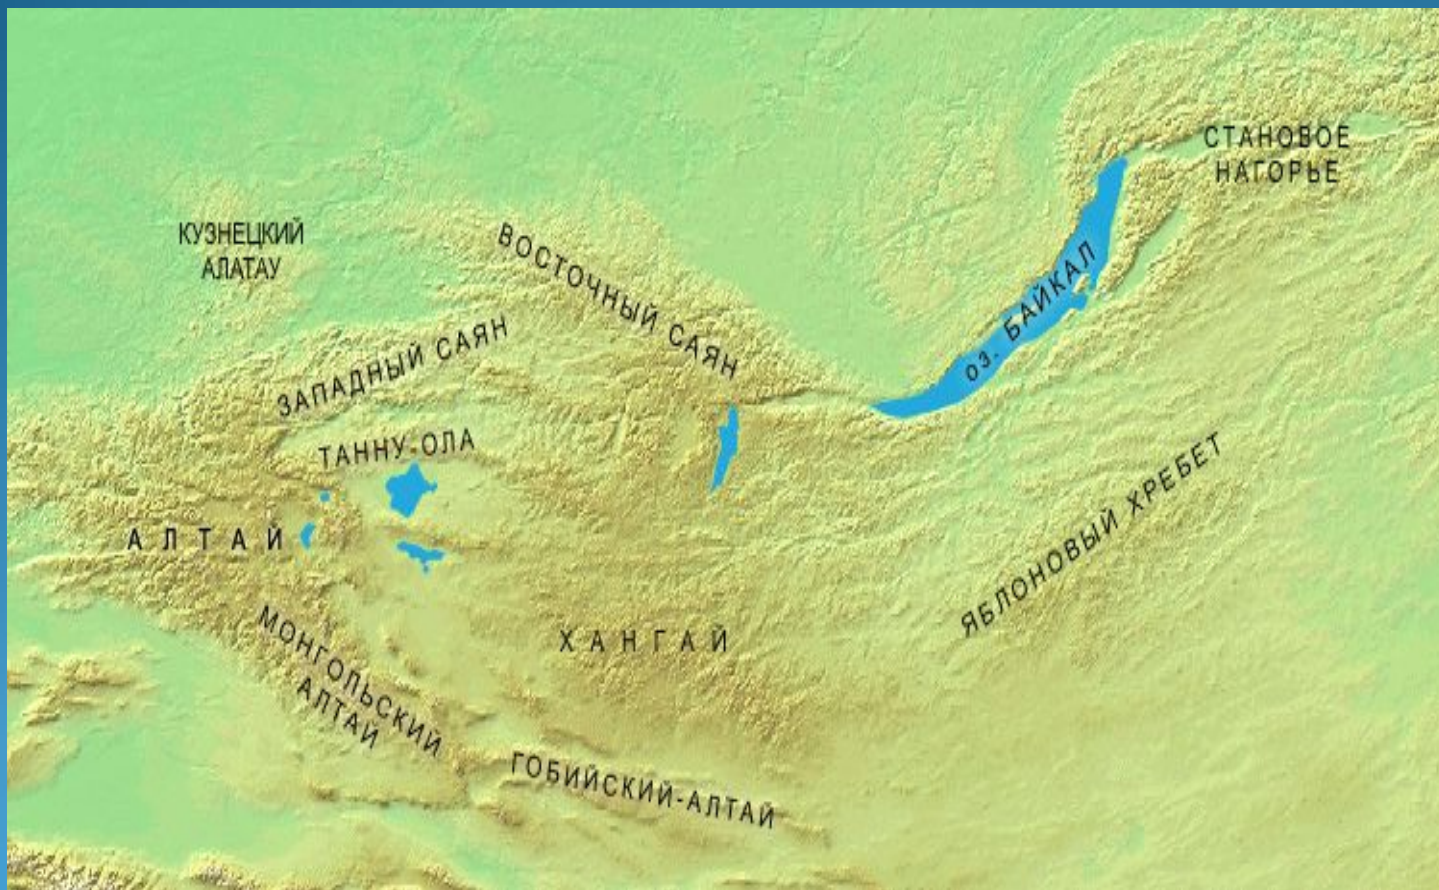 СТАНОВОЕ
НАГОРЬЕ
КУЗНЕЦКИЙ
АЛАТАУ
ВОСТОЧНЫЙ САЯН
оз. БАЙКАЛ
ЗАПАДНЫЙ САЯН
ТАННУ-ОЛА
ЯБЛОНОВЫЙ ХРЕБЕТ
АЛТАЙ
МОНГОЛЬСКИЙ
АЛТАЙ
ХАНГАЙ
ГОБИЙСКИЙ-АЛТАЙ